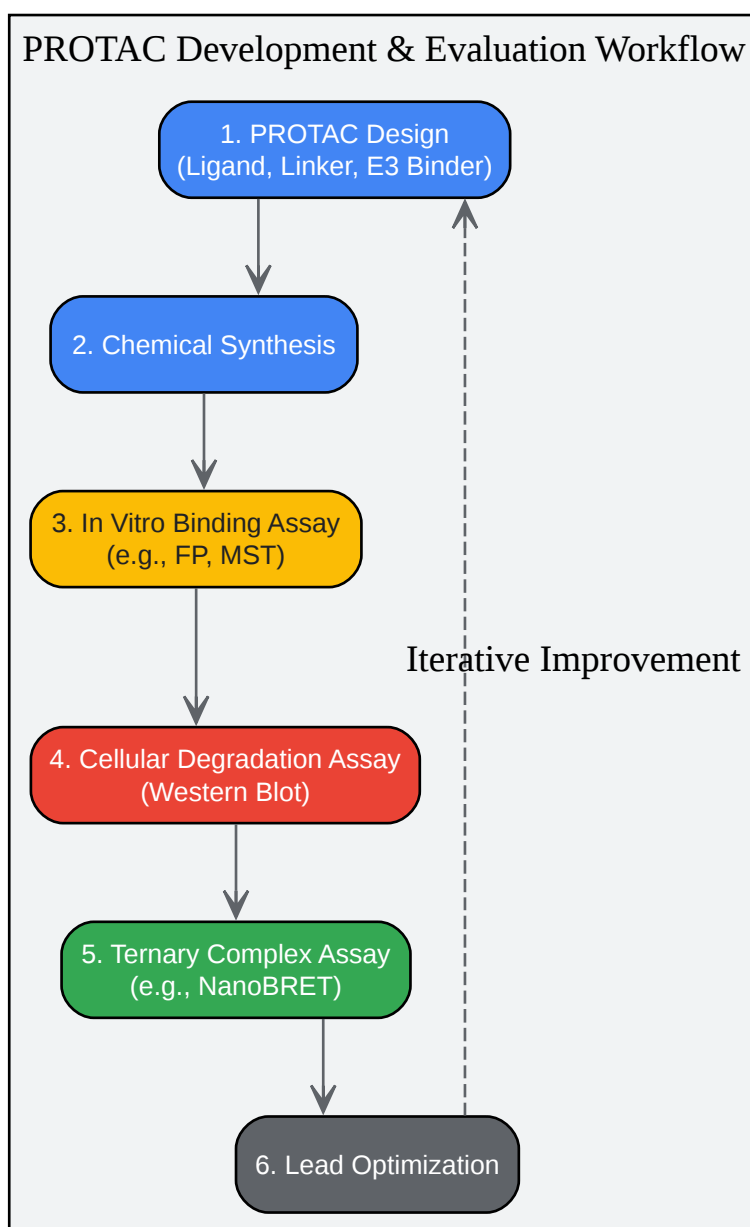 PROTAC Development & Evaluation Workflow
1. PROTAC Design
(Ligand, Linker, E3 Binder)
2. Chemical Synthesis
3. In Vitro Binding Assay
(e.g., FP, MST)
Iterative Improvement
4. Cellular Degradation Assay
(Western Blot)
5. Ternary Complex Assay
(e.g., NanoBRET)
6. Lead Optimization